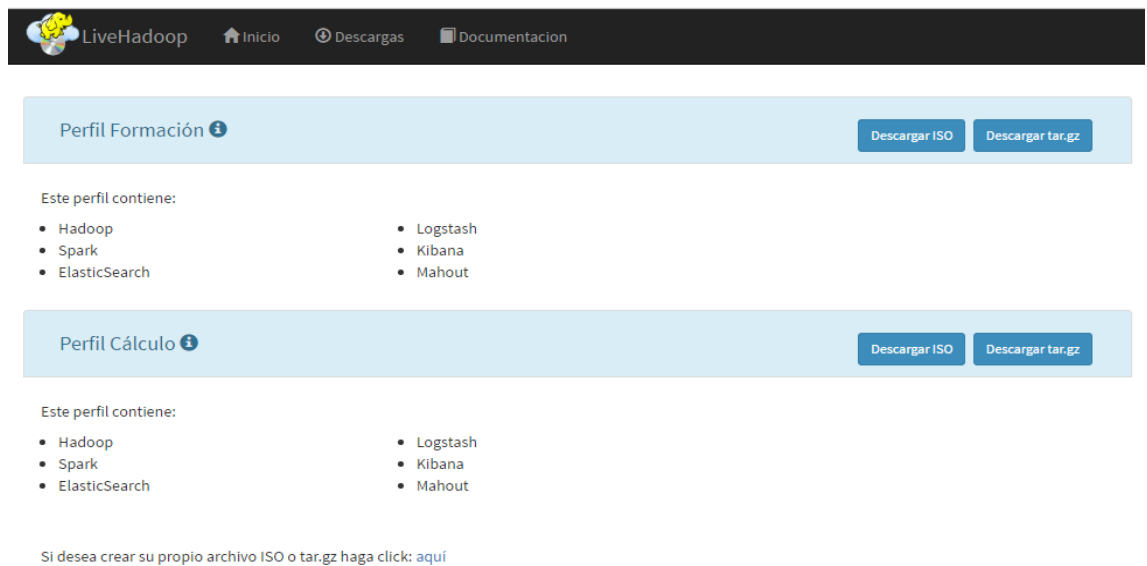 LiveHadoop Inicio Descargas Documentacion
Perfil Formación
Descargar ISO Descargar tar.gz
Este perfil contiene:
Hadoop
Spark
ElasticSearch
Logstash
Kibana
Mahout
Perfil Cálculo
Descargar ISO Descargar tar.gz
Este perfil contiene:
Hadoop
Spark
ElasticSearch
Logstash
Kibana
Mahout
Si desea crear su propio archivo ISO o tar.gz haga click: aquí